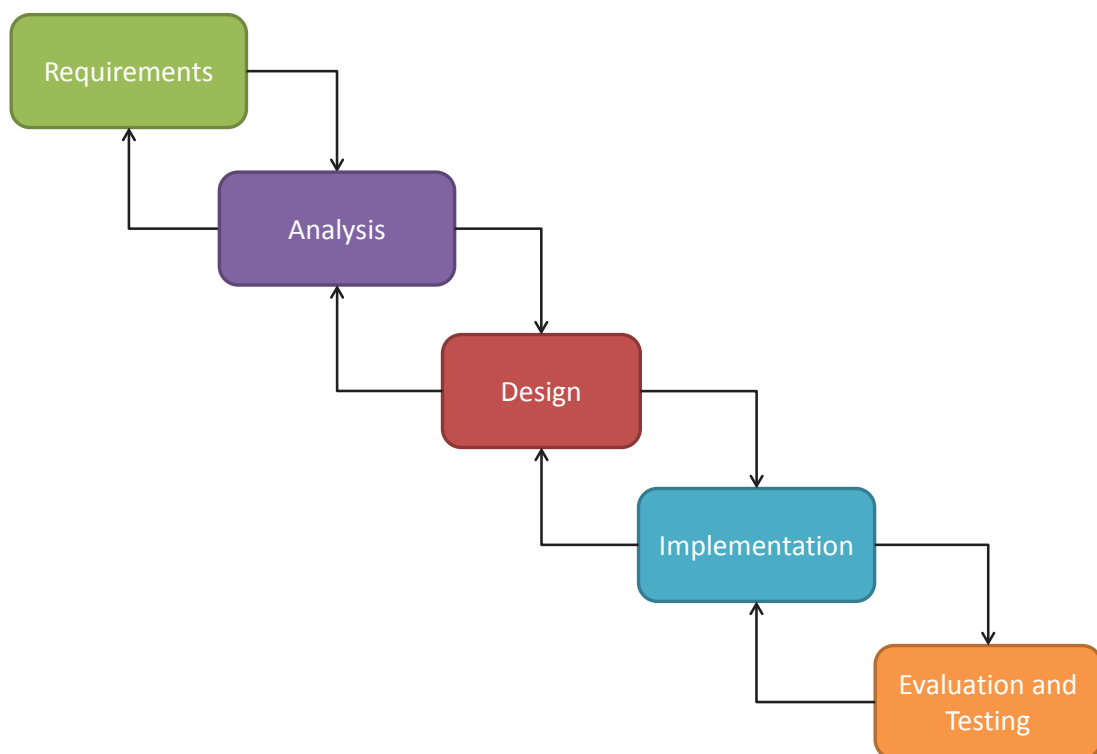 Requirements
Analysis
Design
Implementation
Evaluation and
Testing